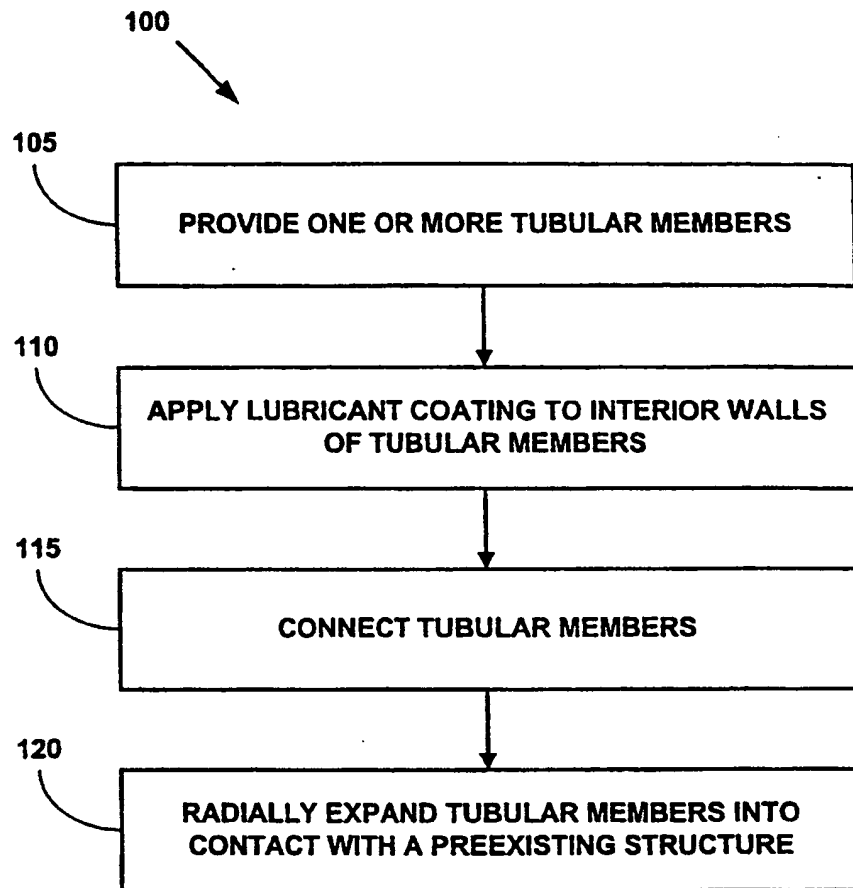 100
105
PROVIDE ONE OR MORE TUBULAR MEMBERS
110
APPLY LUBRICANT COATING TO INTERIOR WALLS
OF TUBULAR MEMBERS
115
CONNECT TUBULAR MEMBERS
120
RADIALLY EXPAND TUBULAR MEMBERS INTO
CONTACT WITH A PREEXISTING STRUCTURE